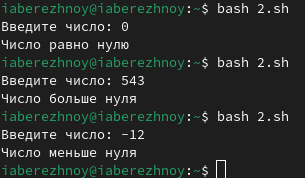 iaberezhnoy@iaberezhnoy:~$ bash 2.sh
Введите число: 0
Число равно нулю
iaberezhnoy@iaberezhnoy:~$ bash 2.sh
Введите число: 543
Число больше нуля
iaberezhnoy@iaberezhnoy:~$ bash 2.sh
Введите число: -12
Число меньше нуля
iaberezhnoy@iaberezhnoy:~$